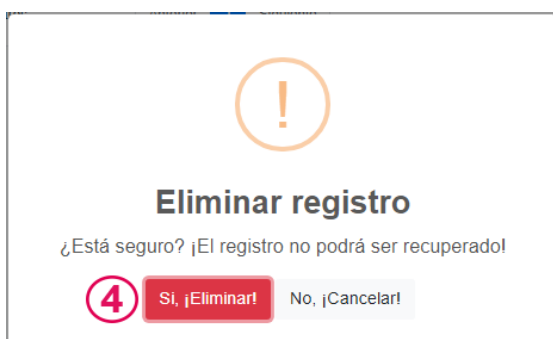 !
Eliminar registro
¿Está seguro? ¡El registro no podrá ser recuperado!
4 Si, ¡Eliminar! No, ¡Cancelar!